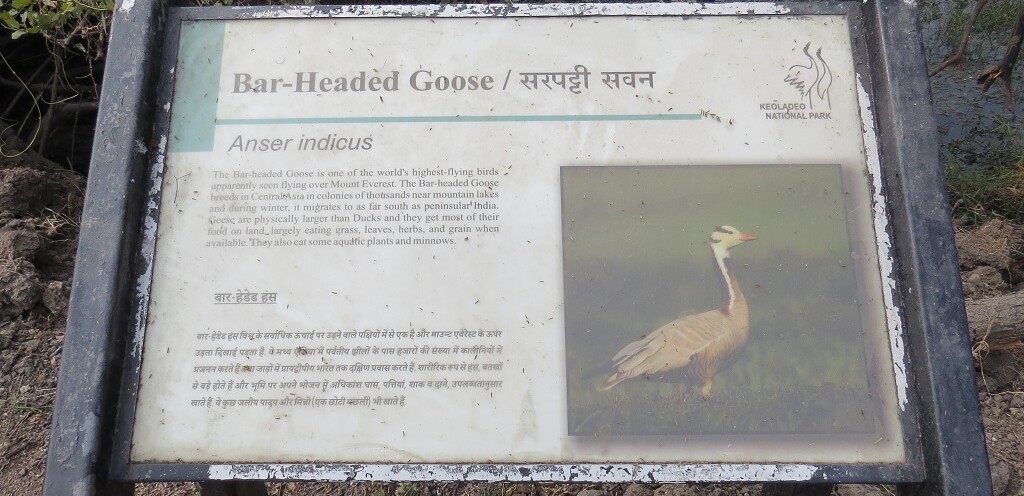 Bar-Headed Goose / सरपट्टी सवन
KEOLADEO
NATIONAL PARK
Anser indicus
The Bar-headed Goose is one of the world's highest-flying birds
apparently seen flying over Mount Everest. The Bar-headed Goose
breeds in Central Asia in colonies of thousands near mountain lakes
and during winter, it migrates to as far south as peninsular India.
Geese are physically larger than Ducks and they get most of their
food on land, largely eating grass, leaves, herbs, and grain when
available. They also eat some aquatic plants and minnows.
बार-हेडेड हंस
बार-हेडेड हंस विश्व के सर्वाधिक ऊंचाई पर उड़ने वाले पक्षियों में से एक है और माउन्ट एवेरेस्ट के ऊपर
उड़ता दिखाई पड़ता है. ये मध्य एशिया में पर्वतीय झीलों के पास हजारों की संख्या में कालोनियों में
प्रजनन करते हैं तथा जाड़ों में प्रायद्वीपीय भारत तक दक्षिण प्रवास करते हैं. शारीरिक रूप से हंस, बतखों
से बड़े होते हैं और भूमि पर अपने भोजन में अधिकांश घास, पत्तियां, शाक व दाने, उपलब्धतानुसार
खाते हैं. ये कुछ जलीय पादप और मिन्नो (एक छोटी मछली) भी खाते हैं.